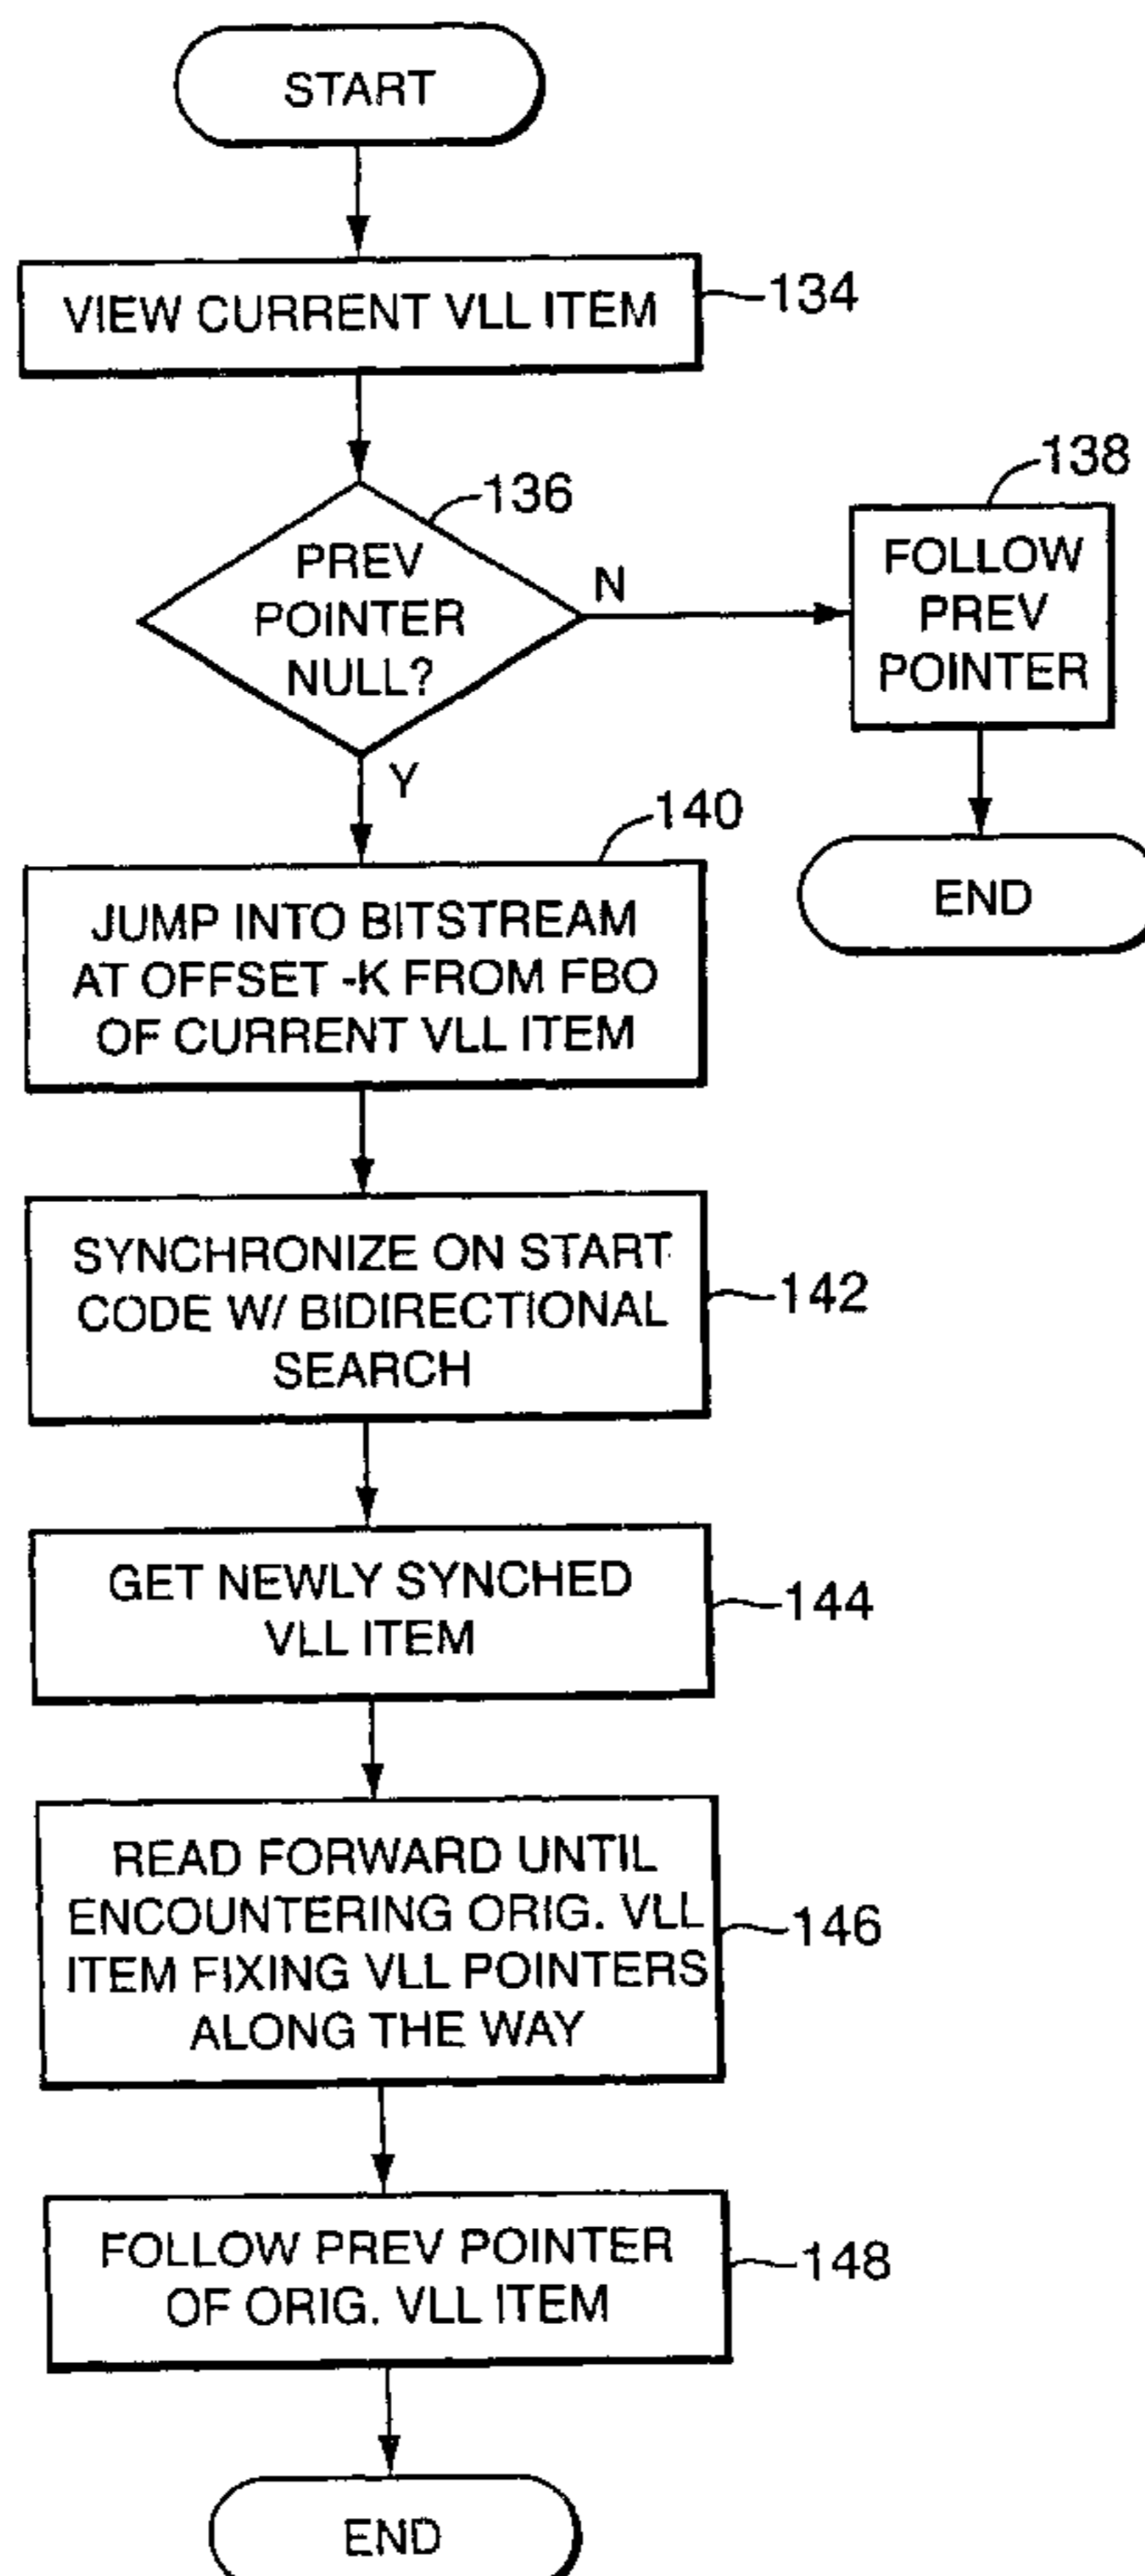 START
VIEW CURRENT VLL ITEM
134
136
PREV
POINTER
NULL?
N
Y
138
FOLLOW
PREV
POINTER
END
140
JUMP INTO BITSTREAM
AT OFFSET -K FROM FBO
OF CURRENT VLL ITEM
SYNCHRONIZE ON START
CODE W/ BIDIRECTIONAL
SEARCH
142
GET NEWLY SYNCHED
VLL ITEM
144
READ FORWARD UNTIL
ENCOUNTERING ORIG. VLL
ITEM FIXING VLL POINTERS
ALONG THE WAY
146
FOLLOW PREV POINTER
OF ORIG. VLL ITEM
148
END